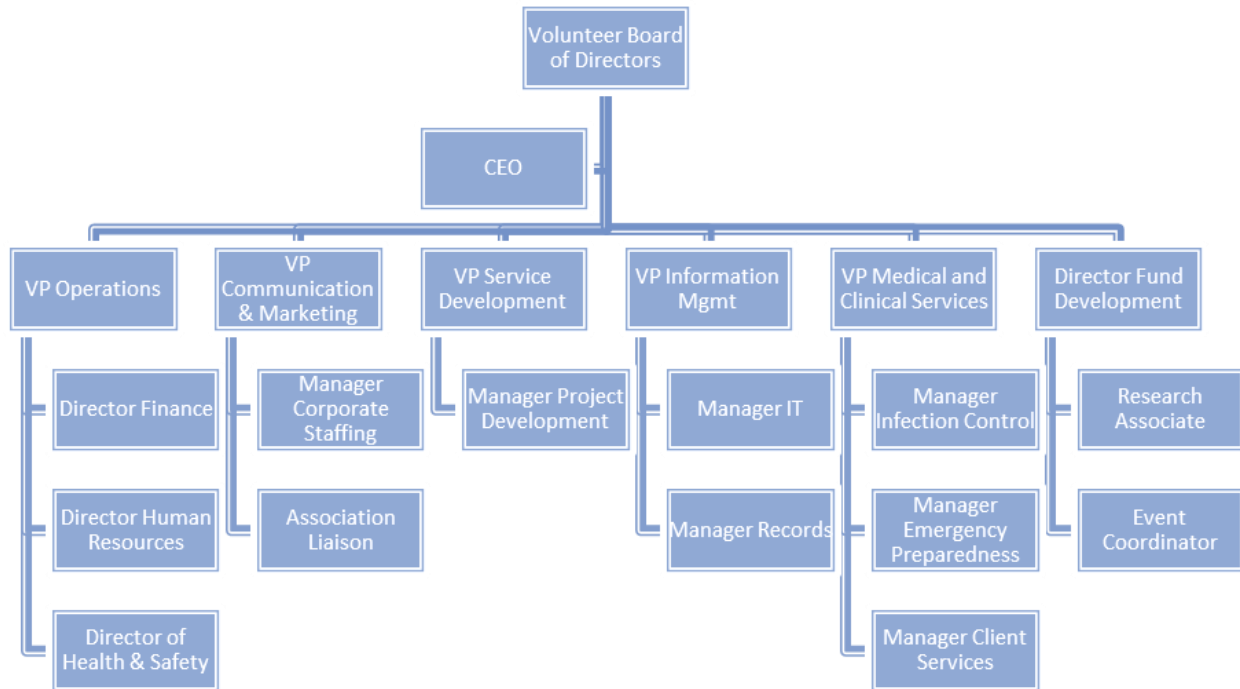 Volunteer Board
of Directors
CEO
VP Operations
VP
Communication
& Marketing
VP Service
Development
VP Information
Mgmt
VP Medical and
Clinical Services
Director Fund
Development
Director Finance
Manager
Corporate
Staffing
Manager Project
Development
Manager IT
Manager
Infection Control
Research
Associate
Director Human
Resources
Association
Liaison
Manager Records
Manager
Emergency
Preparedness
Event
Coordinator
Director of
Health & Safety
Manager Client
Services